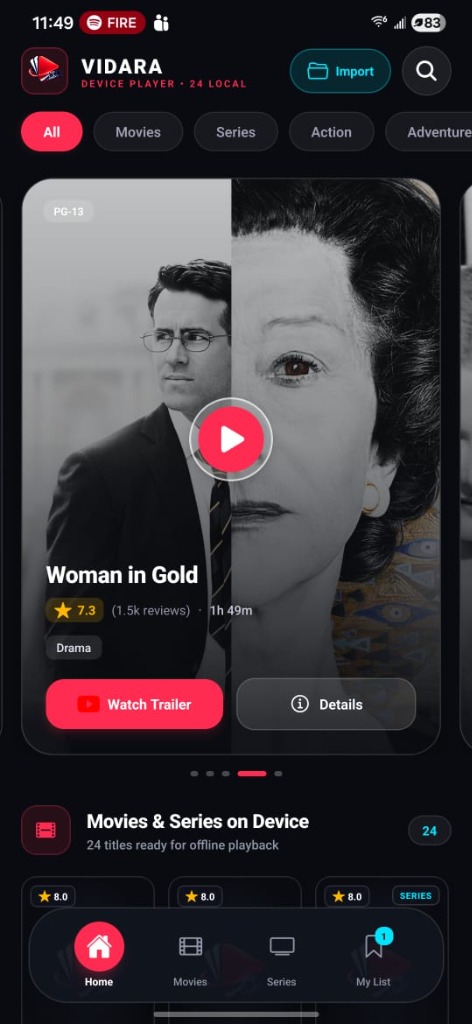 11:49 FIRE 83
VIDARA
DEVICE PLAYER • 24 LOCAL
Import
All Movies Series Action Adventure
PG-13
Woman in Gold
7.3 (1.5k reviews) · 1h 49m
Drama
Watch Trailer Details
Movies & Series on Device
24 titles ready for offline playback
24
8.0 8.0 8.0 SERIES
1
Home Movies Series My List